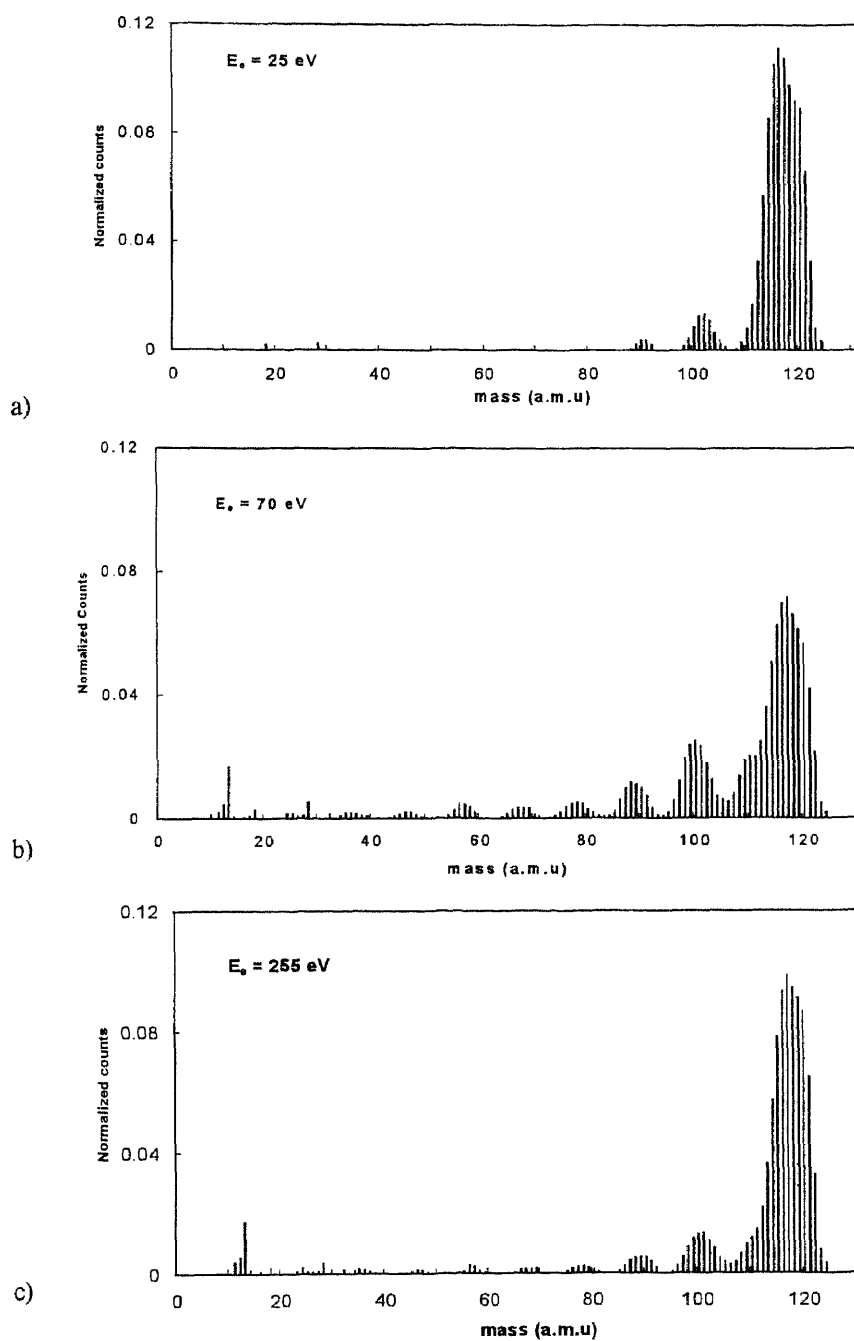 0.12
E₀ = 25 eV
0.08
Normalized counts
0.04
0
0 20 40 60 80 100 120
mass (a.m.u)
a)
0.12
E₀ = 70 eV
0.08
Normalized Counts
0.04
0
0 20 40 60 80 100 120
mass (a.m.u)
b)
0.12
E₀ = 255 eV
0.08
Normalized counts
0.04
0
0 20 40 60 80 100 120
mass (a.m.u)
c)